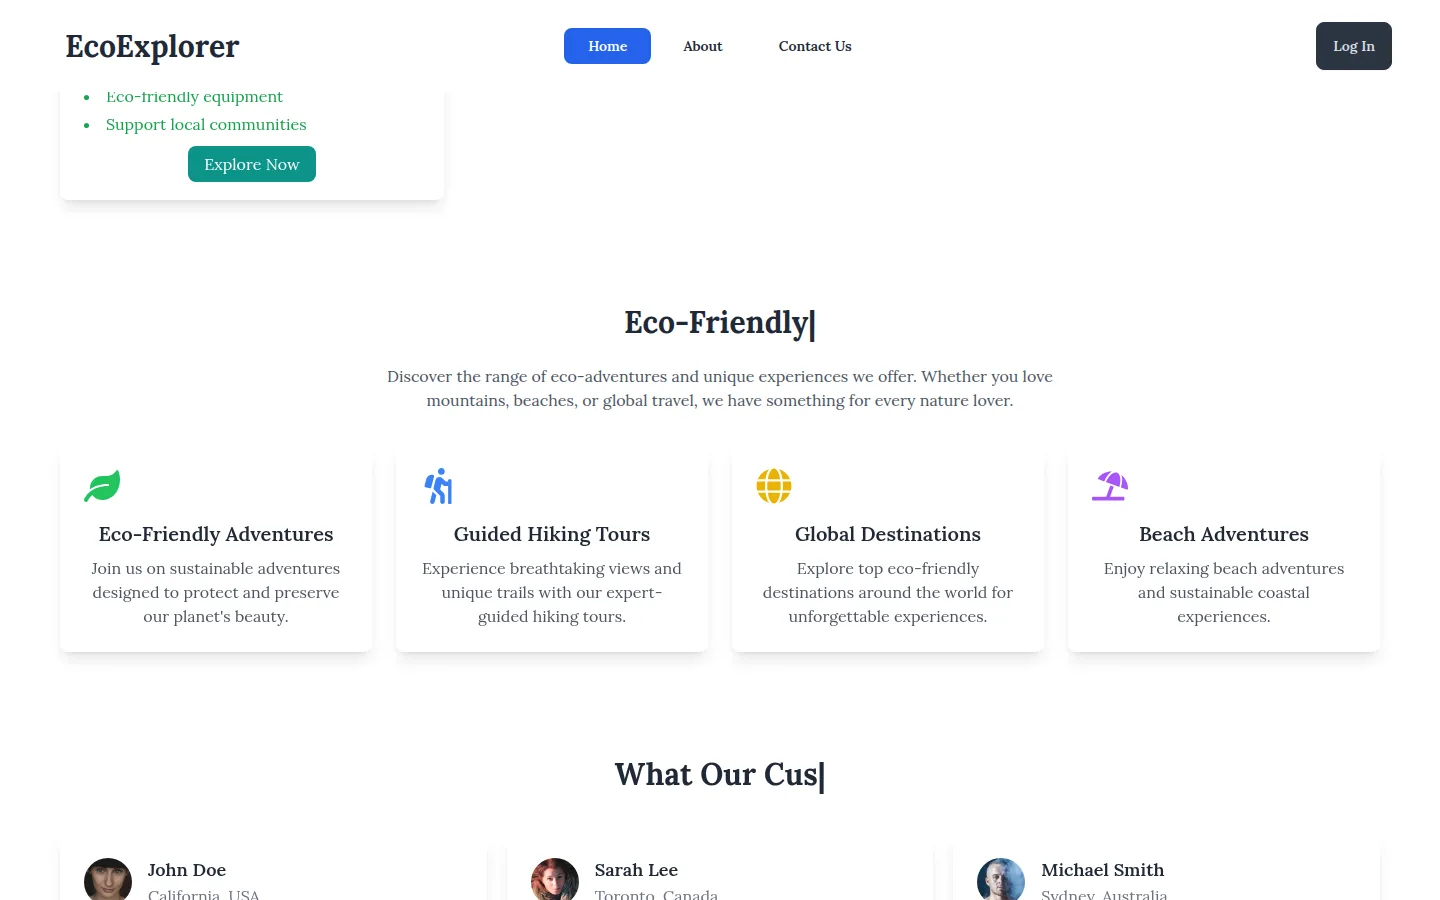 EcoExplorer
Home
About
Contact Us
Log In
Eco-friendly equipment
Support local communities
Explore Now
Eco-Friendly|
Discover the range of eco-adventures and unique experiences we offer. Whether you love
mountains, beaches, or global travel, we have something for every nature lover.
Eco-Friendly Adventures
Join us on sustainable adventures
designed to protect and preserve
our planet's beauty.
Guided Hiking Tours
Experience breathtaking views and
unique trails with our expert-
guided hiking tours.
Global Destinations
Explore top eco-friendly
destinations around the world for
unforgettable experiences.
Beach Adventures
Enjoy relaxing beach adventures
and sustainable coastal
experiences.
What Our Cus|
John Doe
California, USA
Sarah Lee
Toronto, Canada
Michael Smith
Sydney, Australia